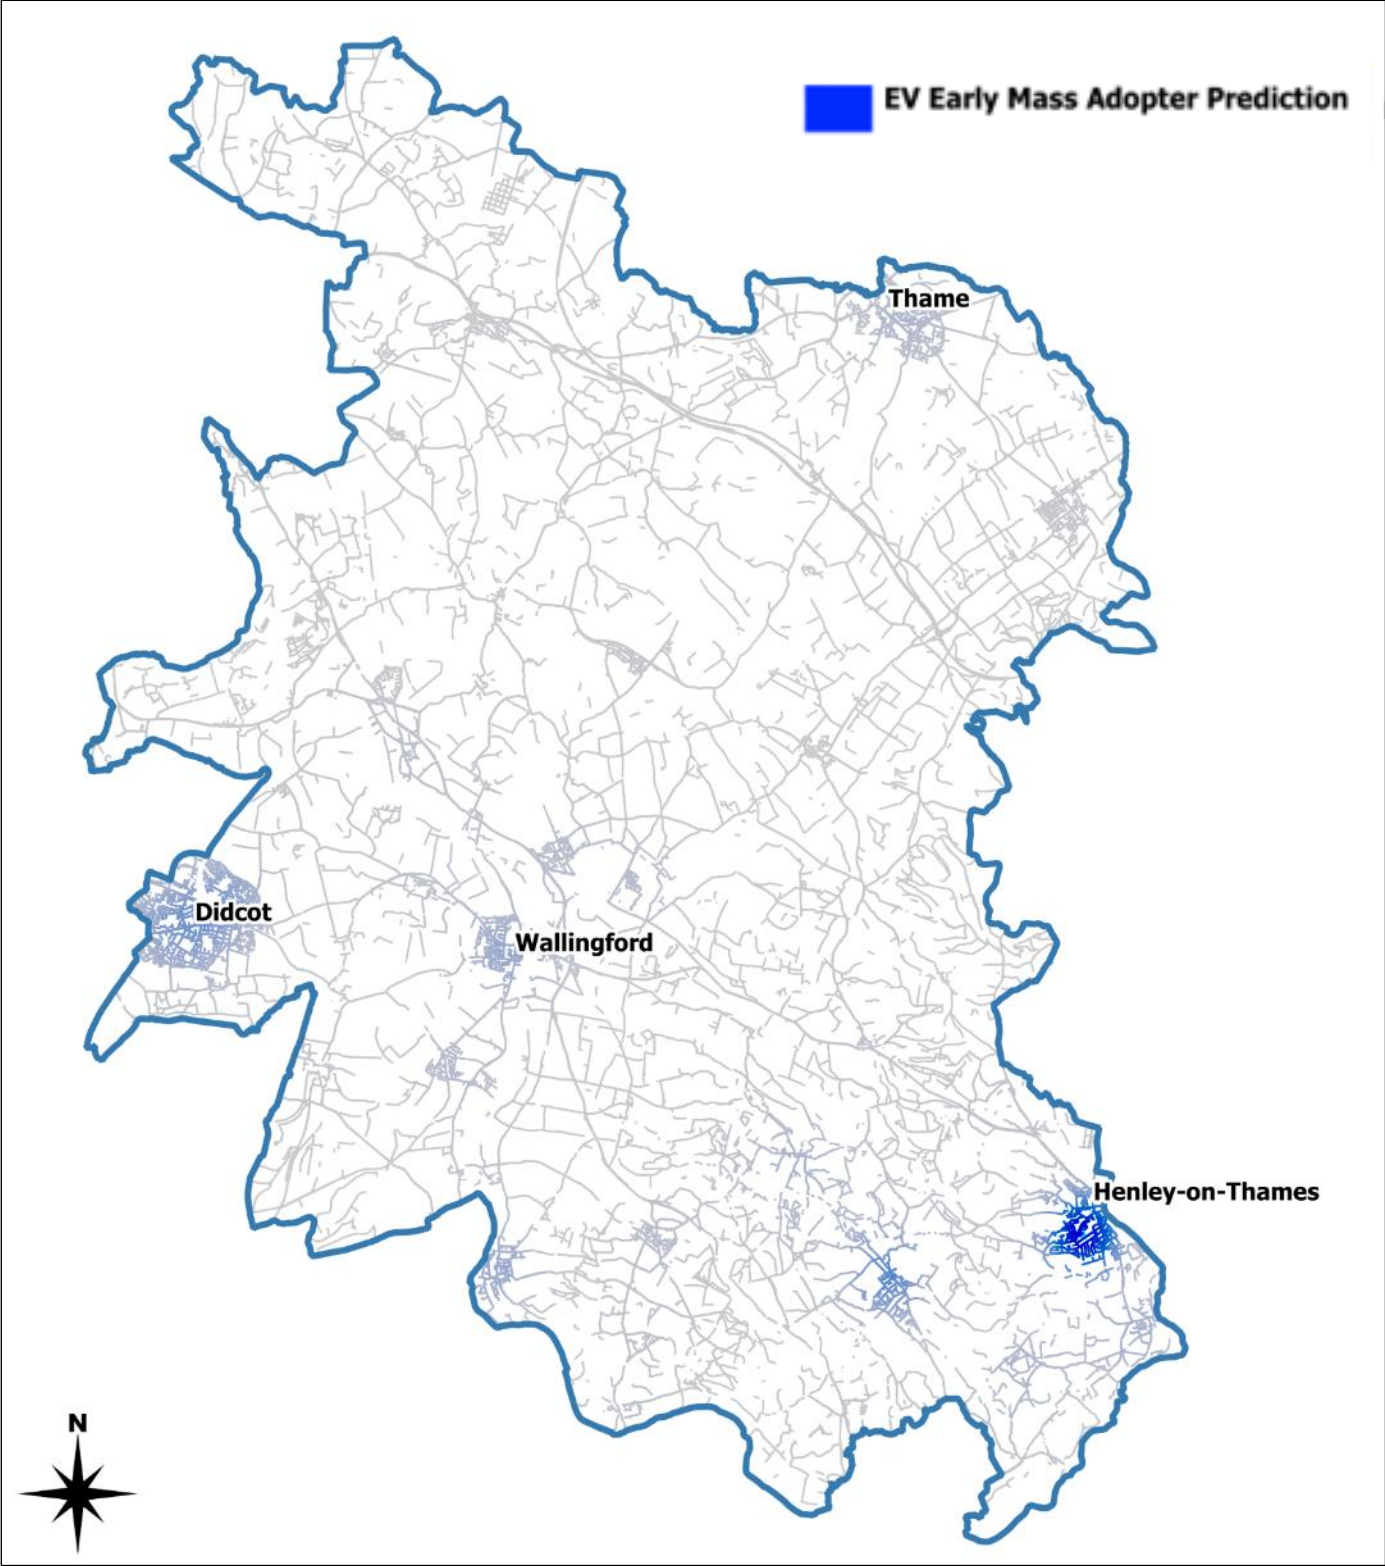 EV Early Mass Adopter Prediction
Thame
Didcot
Wallingford
Henley-on-Thames
N